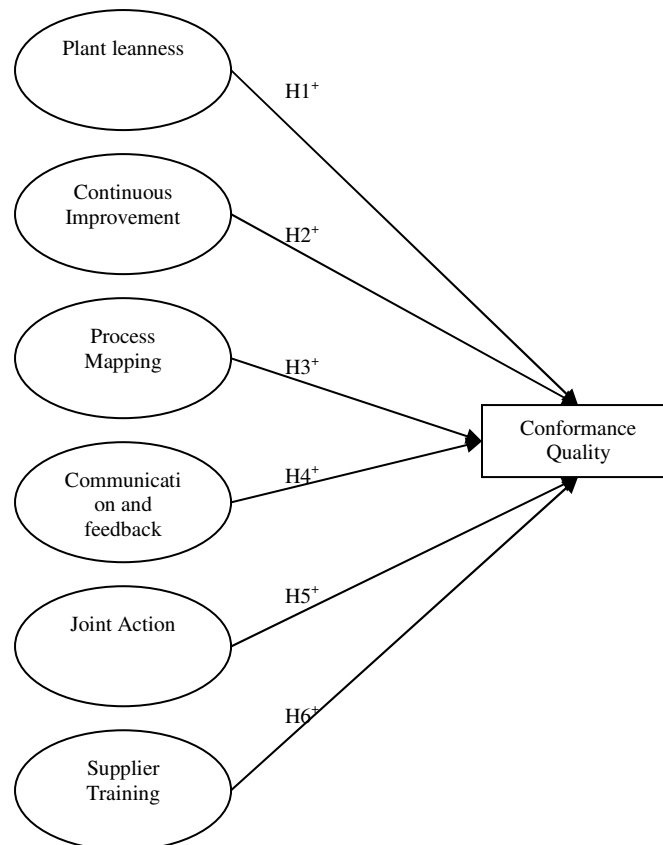 Plant leanness
H1⁺
Continuous
Improvement
H2⁺
Process
Mapping
H3⁺
Conformance
Quality
Communicati
on and
feedback
H4⁺
Joint Action
H5⁺
H6⁺
Supplier
Training